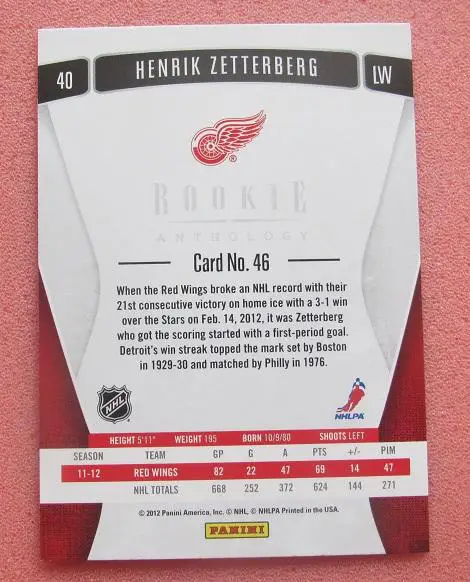 40 HENRIK ZETTERBERG LW
ROOKIE
ANTHOLOGY
Card No. 46
When the Red Wings broke an NHL record with their
21st consecutive victory on home ice with a 3-1 win
over the Stars on Feb. 14, 2012, it was Zetterberg
who got the scoring started with a first-period goal.
Detroit's win streak topped the mark set by Boston
in 1929-30 and matched by Philly in 1976.
NHL
NHLPA
HEIGHT 5'11" WEIGHT 195 BORN 10/9/80 SHOOTS LEFT
SEASON TEAM GP G A PTS +/- PIM
11-12 RED WINGS 82 22 47 69 14 47
NHL TOTALS 668 252 372 624 144 271
© 2012 Panini America, Inc. © NHL, © NHLPA Printed in the USA.
PANINI